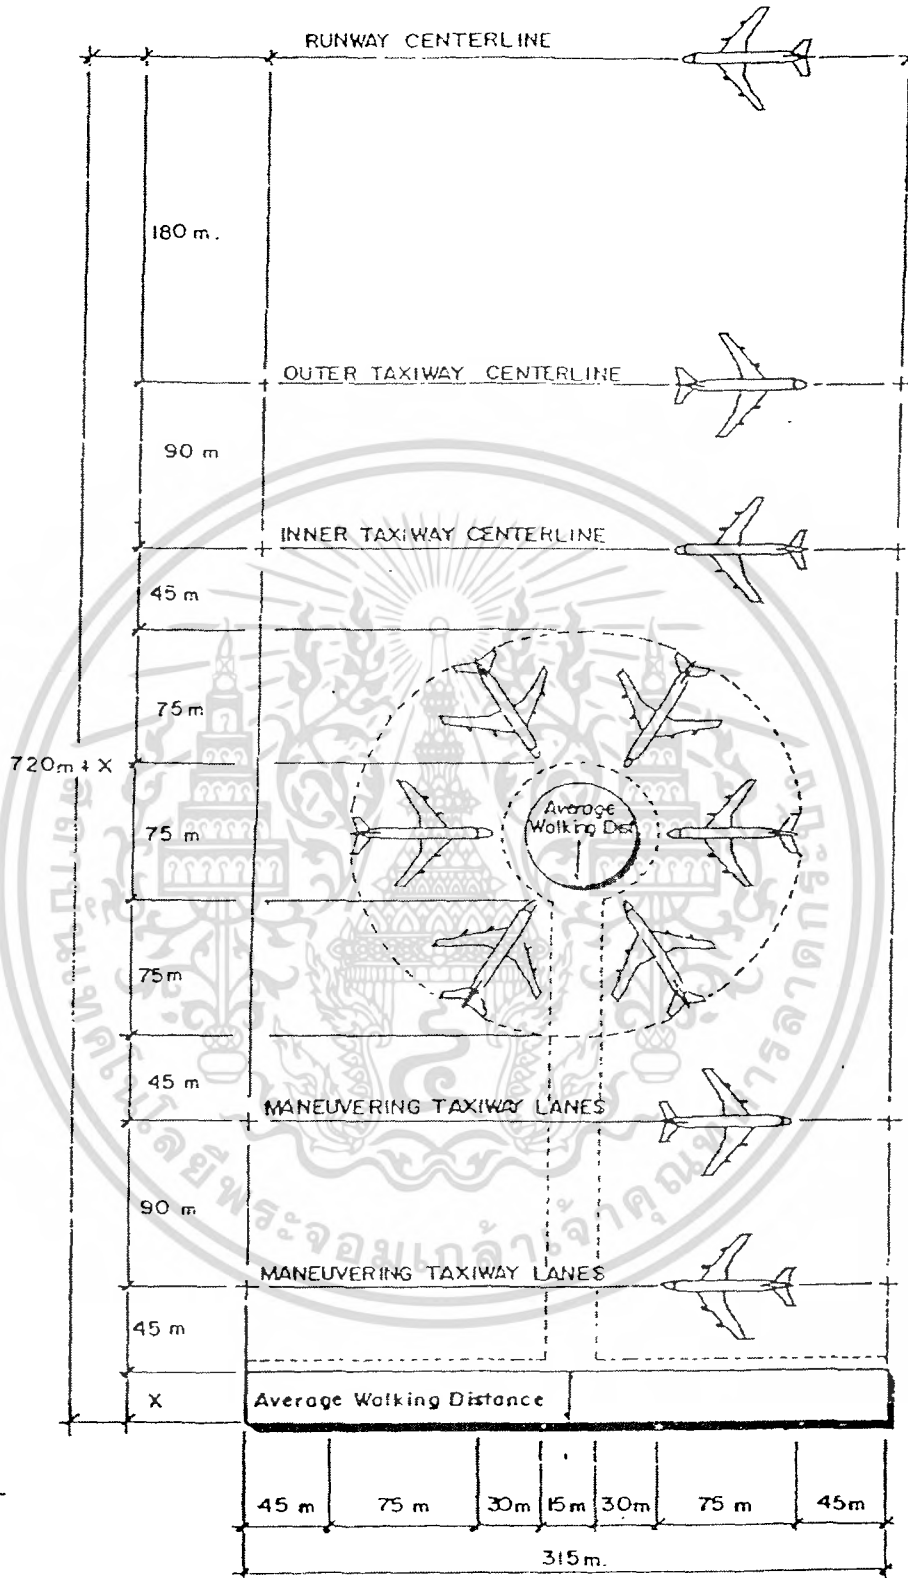 RUNWAY CENTERLINE
180 m.
OUTER TAXIWAY CENTERLINE
90 m
INNER TAXIWAY CENTERLINE
45 m
75 m
720m + X
Average
Walking Dist
75 m
75m
45 m
MANEUVERING TAXIWAY LANES
90 m
MANEUVERING TAXIWAY LANES
45 m
X
Average Walking Distance
45 m 75 m 30m 15m 30m 75 m 45m
315m.